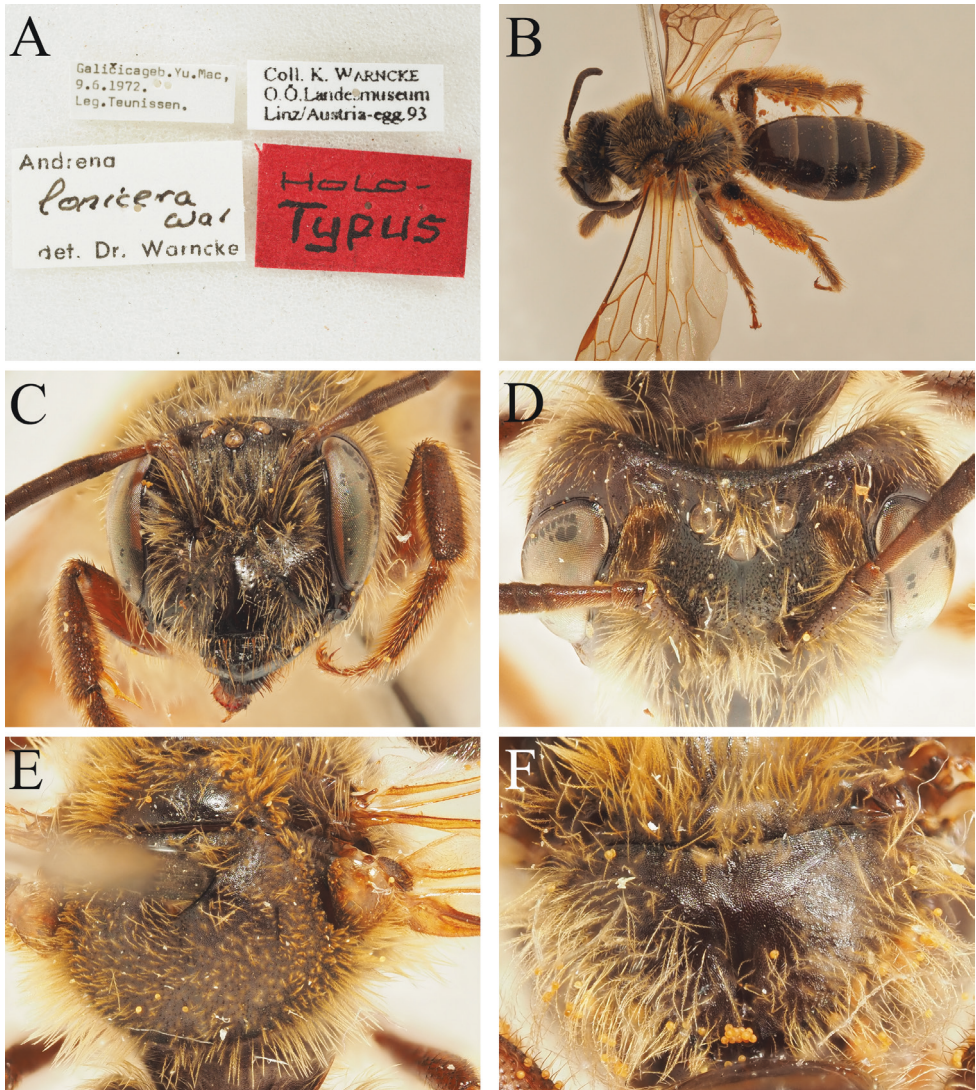 A
Galičicageb.Yu.Mac,
9.6.1972.
Leg.Teunissen.
Coll. K. WARNCKE
O.Ö.Landesmuseum
Linz/Austria-egg.93
Andrena
lonicera
War
det. Dr. Warncke
HOLO-
Typus
B
C
D
E
F